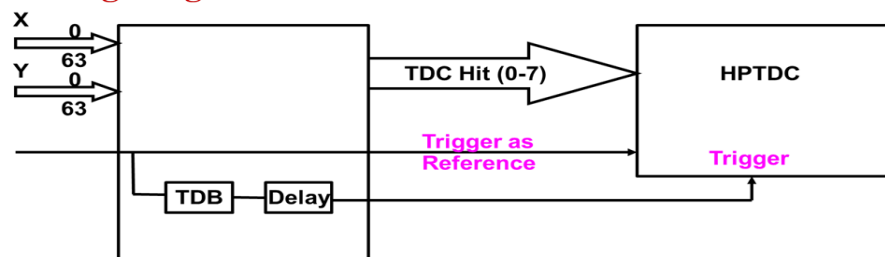 X
0
63
Y
0
63
TDC Hit (0-7)
HPTDC
Trigger as
Reference
Trigger
TDB
Delay